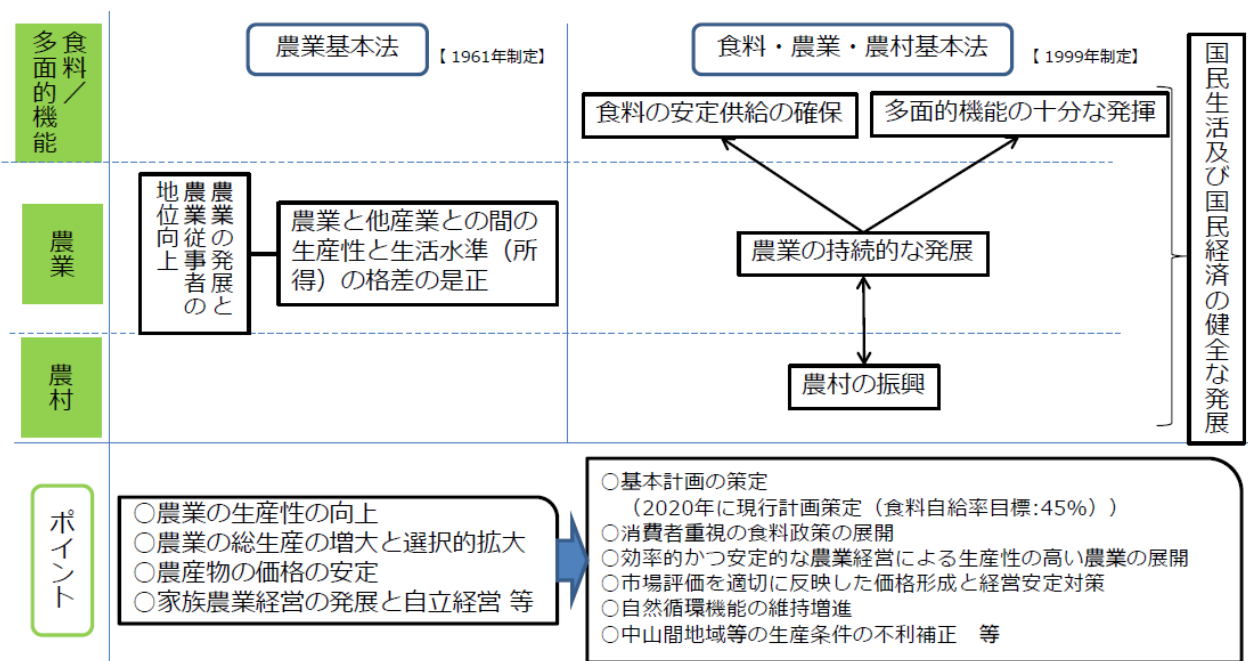 食料／
多面的機能
農業基本法
【 1961年制定】
食料・農業・農村基本法
【 1999年制定】
食料の安定供給の確保
多面的機能の十分な発揮
国民生活及び国民経済の健全な発展
農業
農業の発展と
農業従事者の
地位向上
農業と他産業との間の
生産性と生活水準（所
得）の格差の是正
農業の持続的な発展
農村
農村の振興
ポイント
○農業の生産性の向上
○農業の総生産の増大と選択的拡大
○農産物の価格の安定
○家族農業経営の発展と自立経営 等
○基本計画の策定
（2020年に現行計画策定（食料自給率目標:45%））
○消費者重視の食料政策の展開
○効率的かつ安定的な農業経営による生産性の高い農業の展開
○市場評価を適切に反映した価格形成と経営安定対策
○自然循環機能の維持増進
○中山間地域等の生産条件の不利補正　等